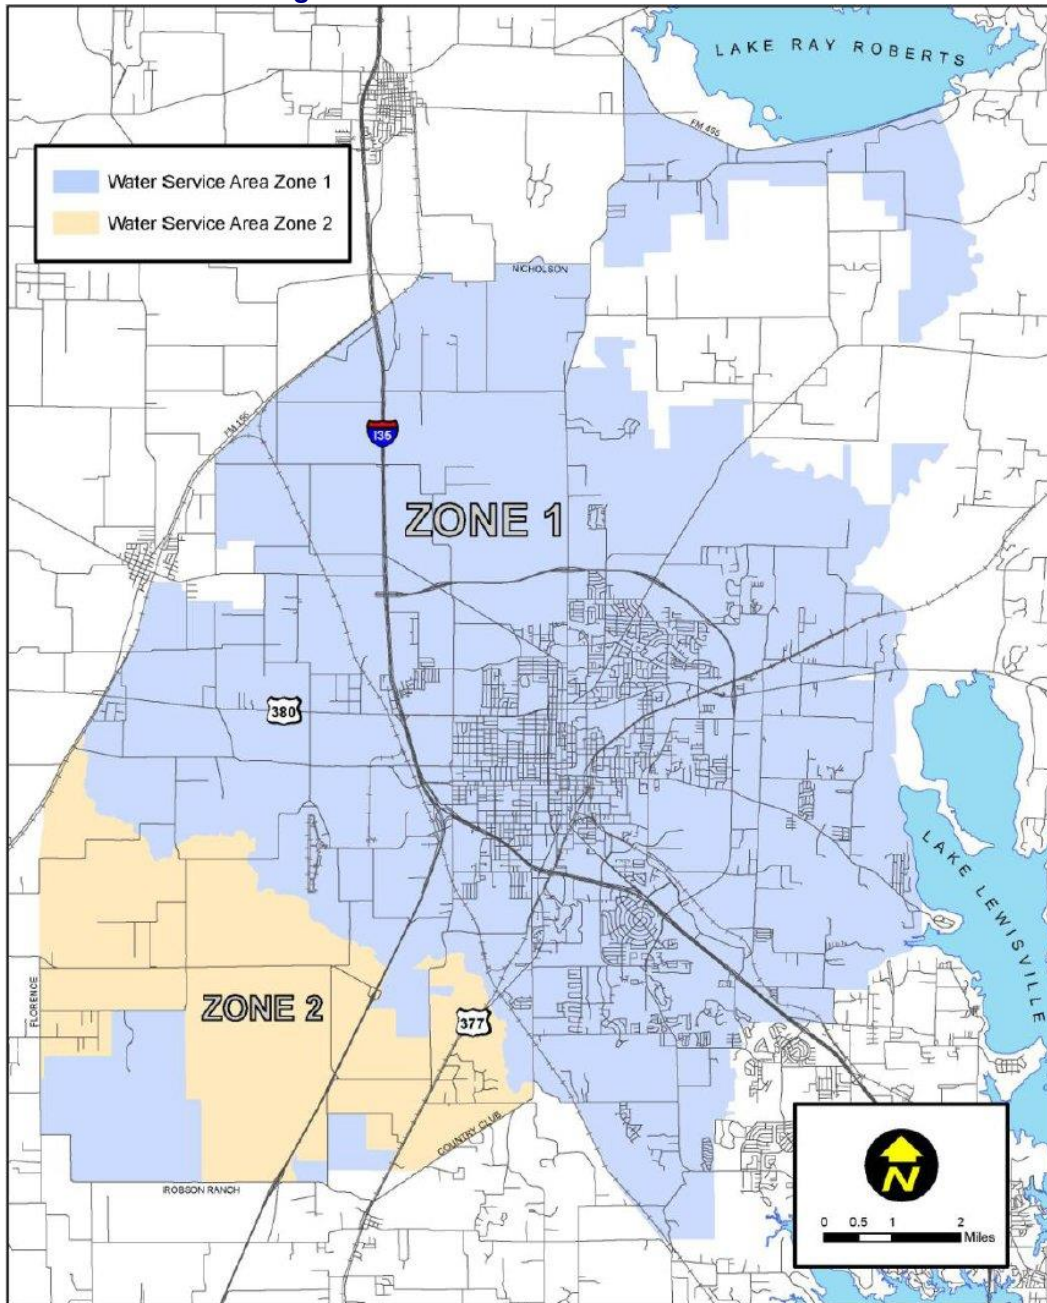 LAKE RAY ROBERTS
FM 455
Water Service Area Zone 1
Water Service Area Zone 2
NICHOLSON
FM 156
I35
ZONE 1
380
LAKE LEWISVILLE
FLORENCE
ZONE 2
377
COUNTRY CLUB
ROBSON RANCH
N
0 0.5 1 2
Miles